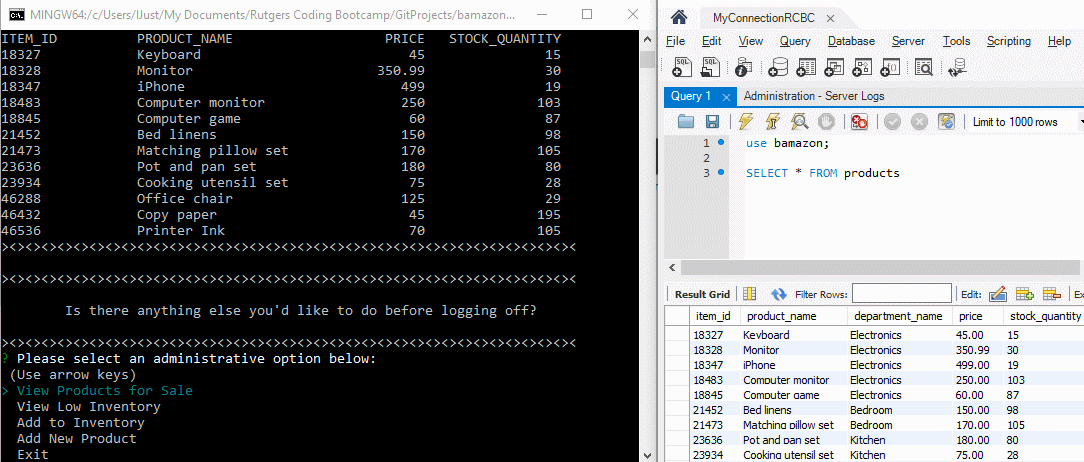 MINGW64:/c/Users/IJust/My Documents/Rutgers Coding Bootcamp/GitProjects/bamazon...
ITEM_ID PRODUCT_NAME PRICE STOCK_QUANTITY
18327 Keyboard 45 15
18328 Monitor 350.99 30
18347 iPhone 499 19
18483 Computer monitor 250 103
18845 Computer game 60 87
21452 Bed linens 150 98
21473 Matching pillow set 170 105
23636 Pot and pan set 180 80
23934 Cooking utensil set 75 28
46288 Office chair 125 29
46432 Copy paper 45 195
46536 Printer Ink 70 105
><><><><><><><><><><><><><><><><><><><><><><><><><><><><><><><><><><><><
><><><><><><><><><><><><><><><><><><><><><><><><><><><><><><><><><><><><
Is there anything else you'd like to do before logging off?
><><><><><><><><><><><><><><><><><><><><><><><><><><><><><><><><><><><><
? Please select an administrative option below:
(Use arrow keys)
> View Products for Sale
View Low Inventory
Add to Inventory
Add New Product
Exit
MyConnectionRCBC
File Edit View Query Database Server Tools Scripting Help
Query 1 Administration - Server Logs
Limit to 1000 rows
1 use bamazon;
2
3 SELECT * FROM products
Result Grid Filter Rows: Edit:
item_id product_name department_name price stock_quantity
18327 Keyboard Electronics 45.00 15
18328 Monitor Electronics 350.99 30
18347 iPhone Electronics 499.00 19
18483 Computer monitor Electronics 250.00 103
18845 Computer game Electronics 60.00 87
21452 Bed linens Bedroom 150.00 98
21473 Matching pillow set Bedroom 170.00 105
23636 Pot and pan set Kitchen 180.00 80
23934 Cooking utensil set Kitchen 75.00 28